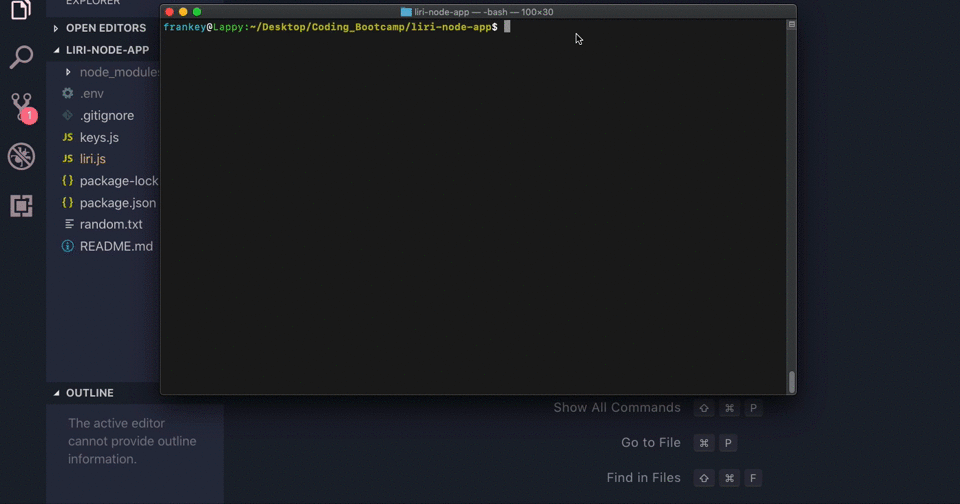 EXPLORER
OPEN EDITORS
LIRI-NODE-APP
node_modules
.env
.gitignore
keys.js
JS liri.js
package-lock
package.json
random.txt
README.md
OUTLINE
The active editor
cannot provide outline
information.
1
liri-node-app — -bash — 100×30
frankey@Lappy:~/Desktop/Coding_Bootcamp/liri-node-app$
Show All Commands ⇧ ⌘ P
Go to File ⌘ P
Find in Files ⇧ ⌘ F